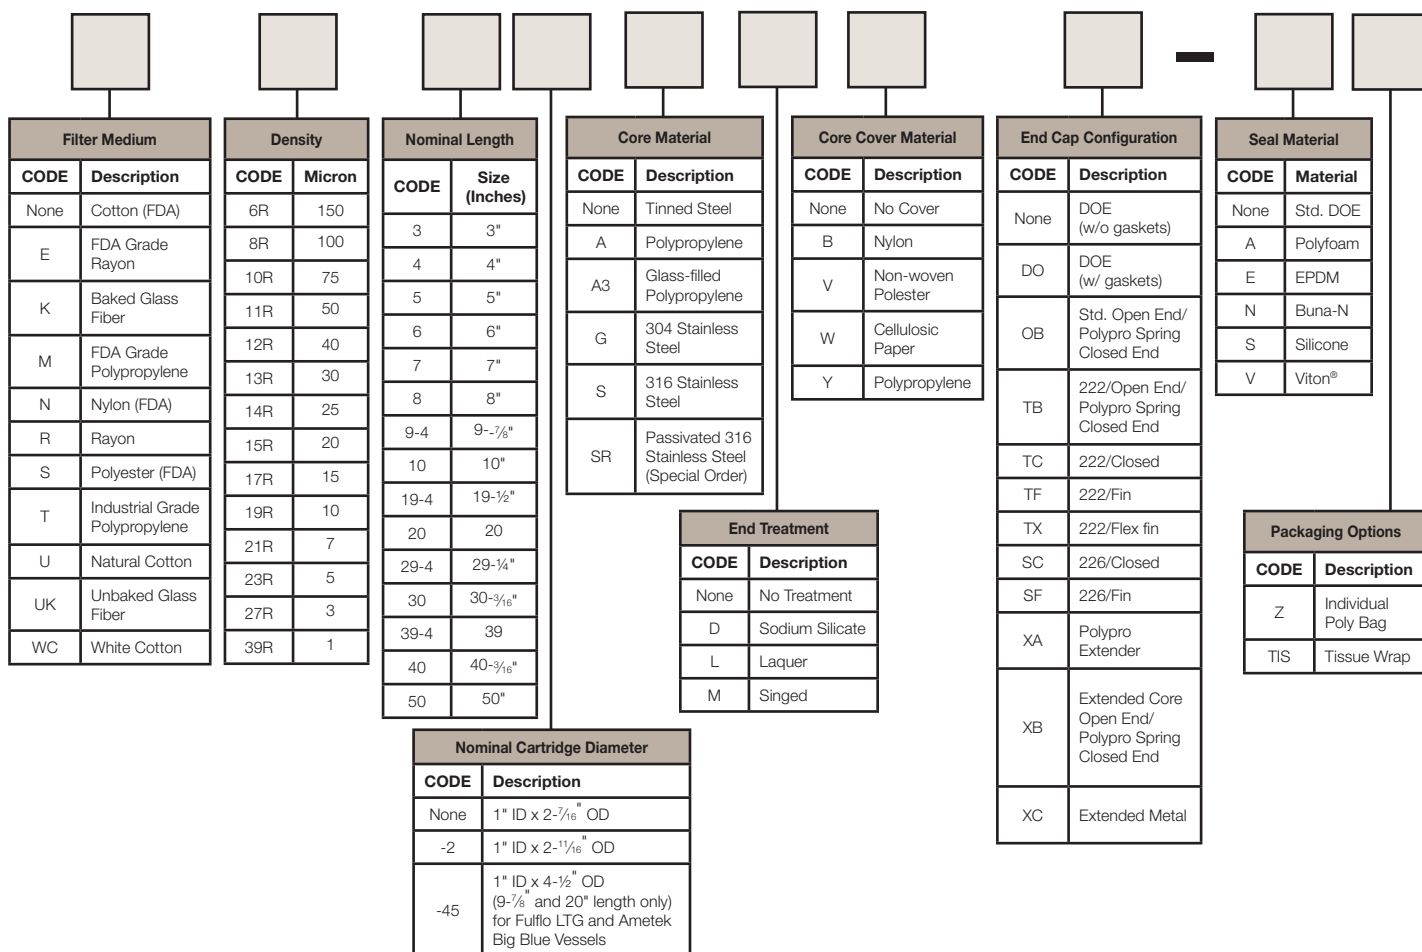 Filter Medium
CODE Description
None Cotton (FDA)
E FDA Grade
Rayon
K Baked Glass
Fiber
M FDA Grade
Polypropylene
N Nylon (FDA)
R Rayon
S Polyester (FDA)
T Industrial Grade
Polypropylene
U Natural Cotton
UK Unbaked Glass
Fiber
WC White Cotton
Density
CODE Micron
6R 150
8R 100
10R 75
11R 50
12R 40
13R 30
14R 25
15R 20
17R 15
19R 10
21R 7
23R 5
27R 3
39R 1
Nominal Length
CODE Size
(Inches)
3 3"
4 4"
5 5"
6 6"
7 7"
8 8"
9-4 9--⅞"
10 10"
19-4 19-½"
20 20
29-4 29-¼"
30 30-3⁄16"
39-4 39
40 40-3⁄16"
50 50"
Nominal Cartridge Diameter
CODE Description
None 1" ID x 2-7⁄16" OD
-2 1" ID x 2-11⁄16" OD
-45 1" ID x 4-½" OD
(9-⅞" and 20" length only)
for Fulflo LTG and Ametek
Big Blue Vessels
Core Material
CODE Description
None Tinned Steel
A Polypropylene
A3 Glass-filled
Polypropylene
G 304 Stainless
Steel
S 316 Stainless
Steel
SR Passivated 316
Stainless Steel
(Special Order)
End Treatment
CODE Description
None No Treatment
D Sodium Silicate
L Laquer
M Singed
Core Cover Material
CODE Description
None No Cover
B Nylon
V Non-woven
Polester
W Cellulosic
Paper
Y Polypropylene
End Cap Configuration
CODE Description
None DOE
(w/o gaskets)
DO DOE
(w/ gaskets)
OB Std. Open End/
Polypro Spring
Closed End
TB 222/Open End/
Polypro Spring
Closed End
TC 222/Closed
TF 222/Fin
TX 222/Flex fin
SC 226/Closed
SF 226/Fin
XA Polypro
Extender
XB Extended Core
Open End/
Polypro Spring
Closed End
XC Extended Metal
Seal Material
CODE Material
None Std. DOE
A Polyfoam
E EPDM
N Buna-N
S Silicone
V Viton®
Packaging Options
CODE Description
Z Individual
Poly Bag
TIS Tissue Wrap